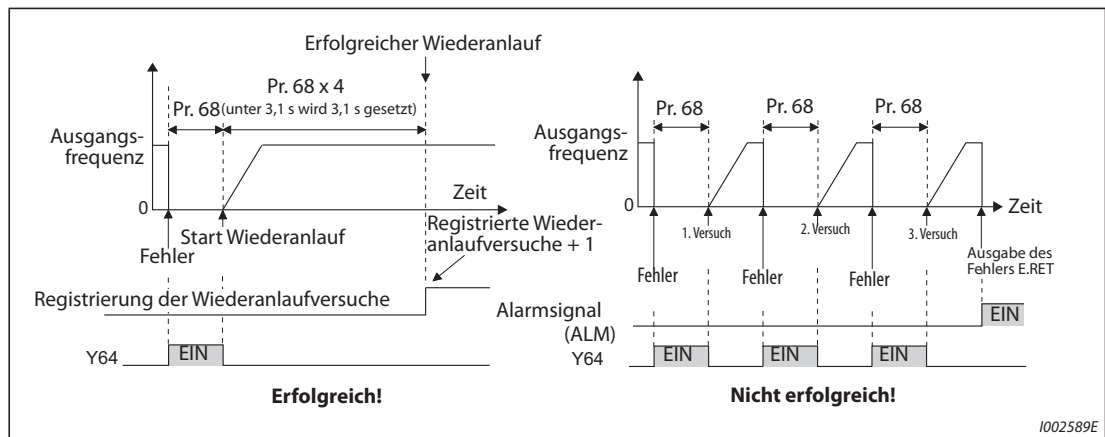 Erfolgreicher Wiederanlauf
Pr. 68 x 4
Pr. 68
(unter 3,1 s wird 3,1 s gesetzt)
Ausgangs-
frequenz
0
Zeit
Fehler
Start Wiederanlauf
Registrierte Wieder-
anlaufversuche + 1
Registrierung der Wiederanlaufversuche
Y64
EIN
Erfolgreich!
Pr. 68
Pr. 68
Pr. 68
Ausgangs-
frequenz
0
Zeit
1. Versuch
2. Versuch
3. Versuch
Fehler
Fehler
Fehler
Ausgabe des
Fehlers E.RET
Alarmsignal
(ALM)
EIN
Y64
EIN
EIN
EIN
Nicht erfolgreich!
I002589E